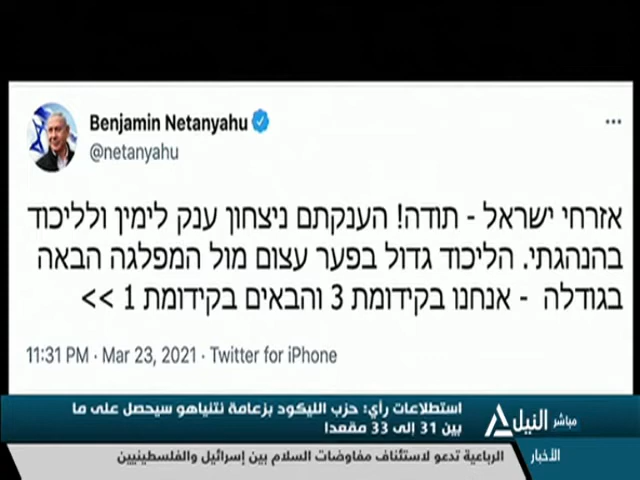 Benjamin Netanyahu
@netanyahu
אזרחי ישראל - תודה! הענקתם ניצחון ענק לימין ולליכוד
בהנהגתי. הליכוד גדול בפער עצום מול המפלגה הבאה
בגודלה - אנחנו בקידומת 3 והבאים בקידומת 1 >>
11:31 PM · Mar 23, 2021 · Twitter for iPhone
استطلاعات رأي: حزب الليكود بزعامة نتنياهو سيحصل على ما
بين 31 إلى 33 مقعدا
النيل مباشر
الأخبار
الرباعية تدعو لاستئناف مفاوضات السلام بين إسرائيل والفلسطينيين